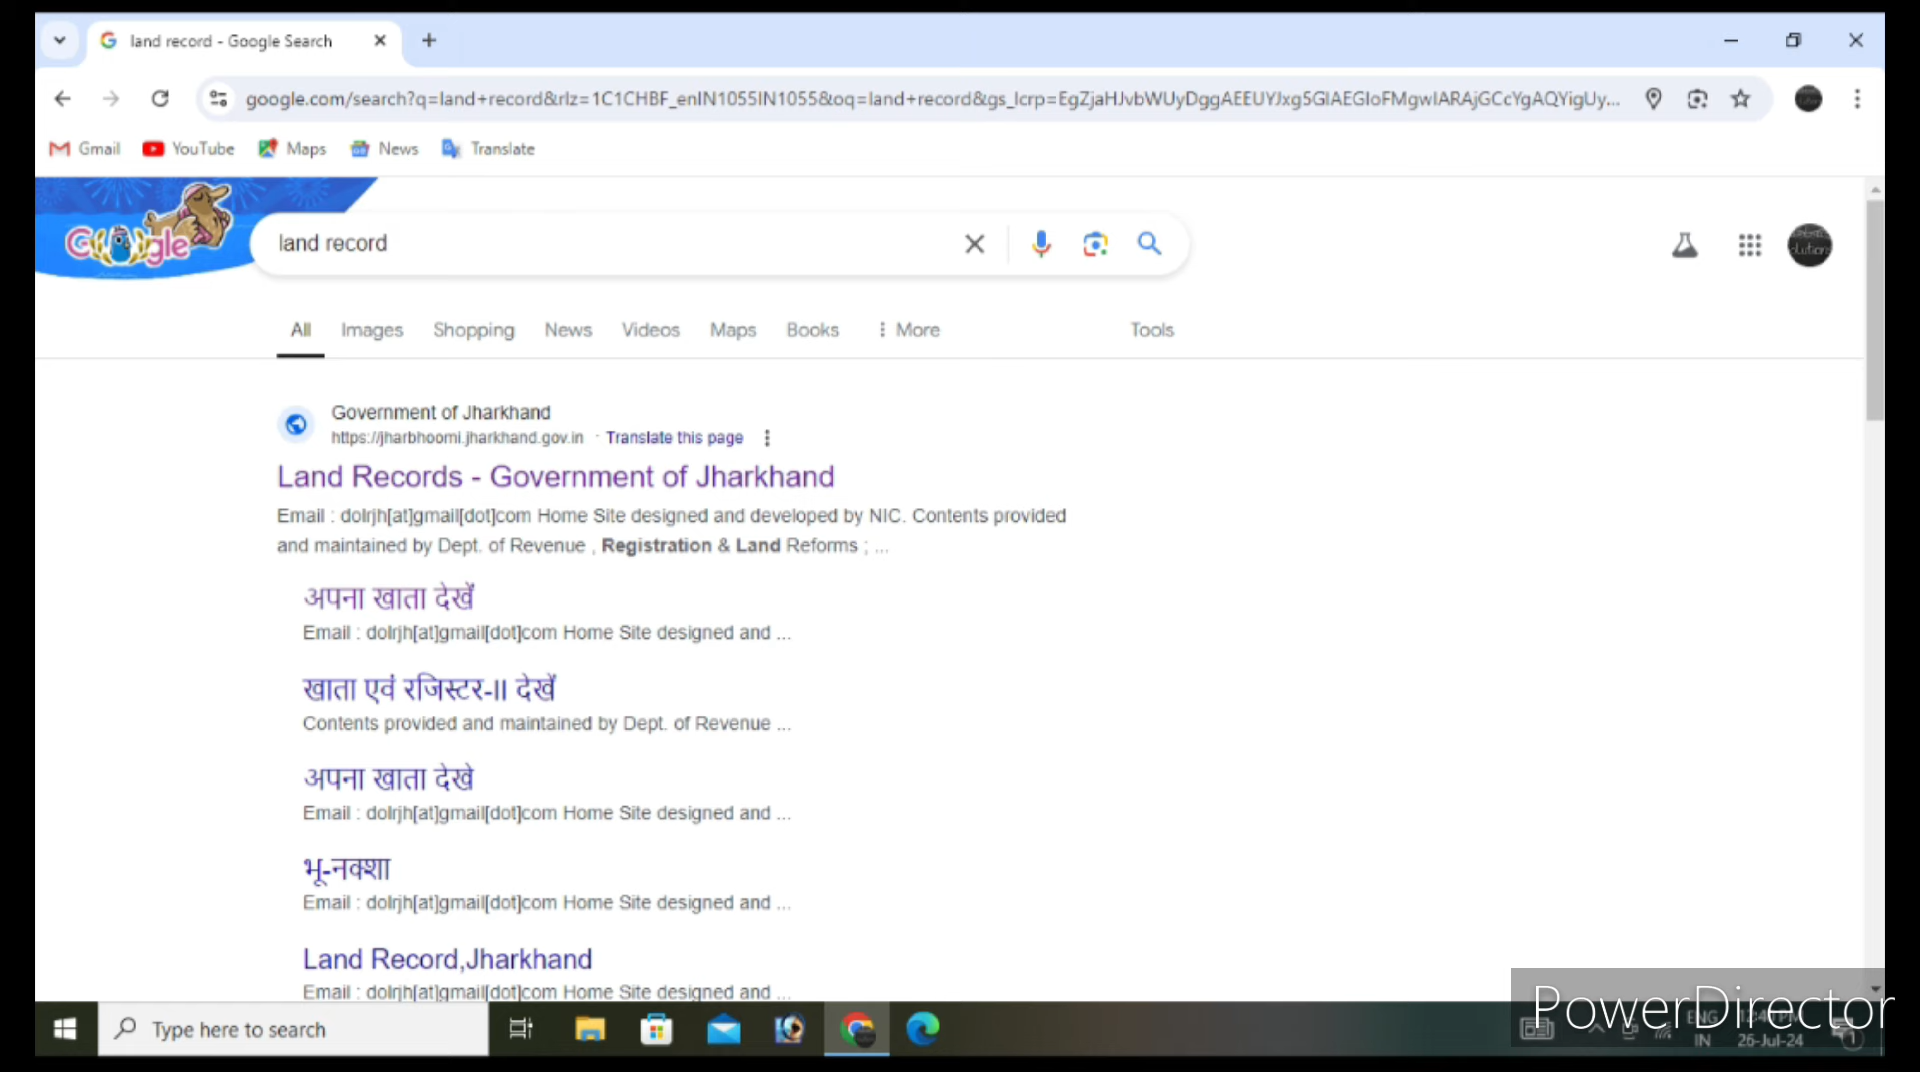 land record - Google Search
google.com/search?q=land+record&rlz=1C1CHBF_enIN1055IN1055&oq=land+record&gs_lcrp=EgZjaHJvbWUyDggAEEUYJxg5GIAEGIoFMgwIARAjGCcYgAQYigUy...
Gmail YouTube Maps News Translate
Google
land record
All Images Shopping News Videos Maps Books More Tools
Government of Jharkhand
https://jharbhoomi.jharkhand.gov.in · Translate this page
Land Records - Government of Jharkhand
Email : dolrjh[at]gmail[dot]com Home Site designed and developed by NIC. Contents provided
and maintained by Dept. of Revenue , Registration & Land Reforms ; ...
अपना खाता देखें
Email : dolrjh[at]gmail[dot]com Home Site designed and ...
खाता एवं रजिस्टर-II देखें
Contents provided and maintained by Dept. of Revenue ...
अपना खाता देखे
Email : dolrjh[at]gmail[dot]com Home Site designed and ...
भू-नक्शा
Email : dolrjh[at]gmail[dot]com Home Site designed and ...
Land Record,Jharkhand
Email : dolrjh[at]gmail[dot]com Home Site designed and ...
PowerDirector
Type here to search
ENG
IN
26-Jul-24
1